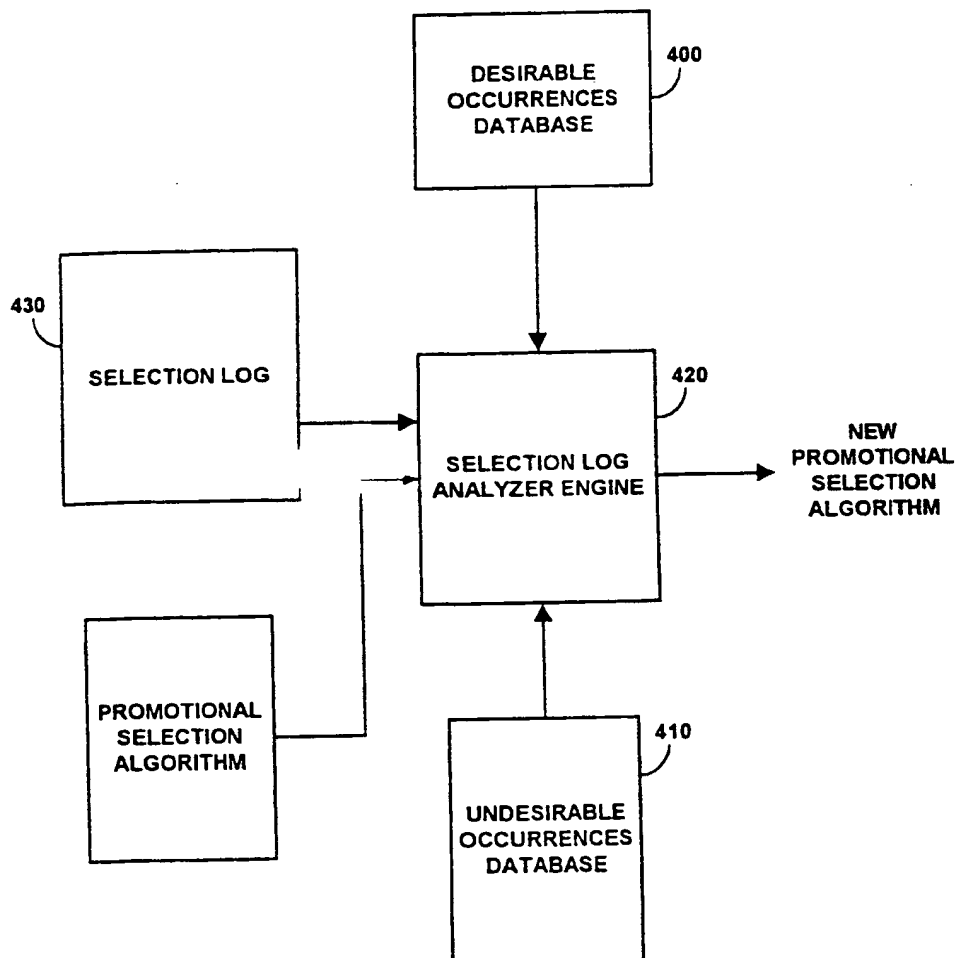 400
DESIRABLE
OCCURRENCES
DATABASE
430
SELECTION LOG
420
SELECTION LOG
ANALYZER ENGINE
NEW
PROMOTIONAL
SELECTION
ALGORITHM
PROMOTIONAL
SELECTION
ALGORITHM
410
UNDESIRABLE
OCCURRENCES
DATABASE